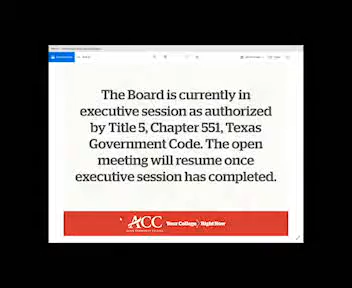 The Board is currently in
executive session as authorized
by Title 5, Chapter 551, Texas
Government Code. The open
meeting will resume once
executive session has completed.
ACC Your College Right Now